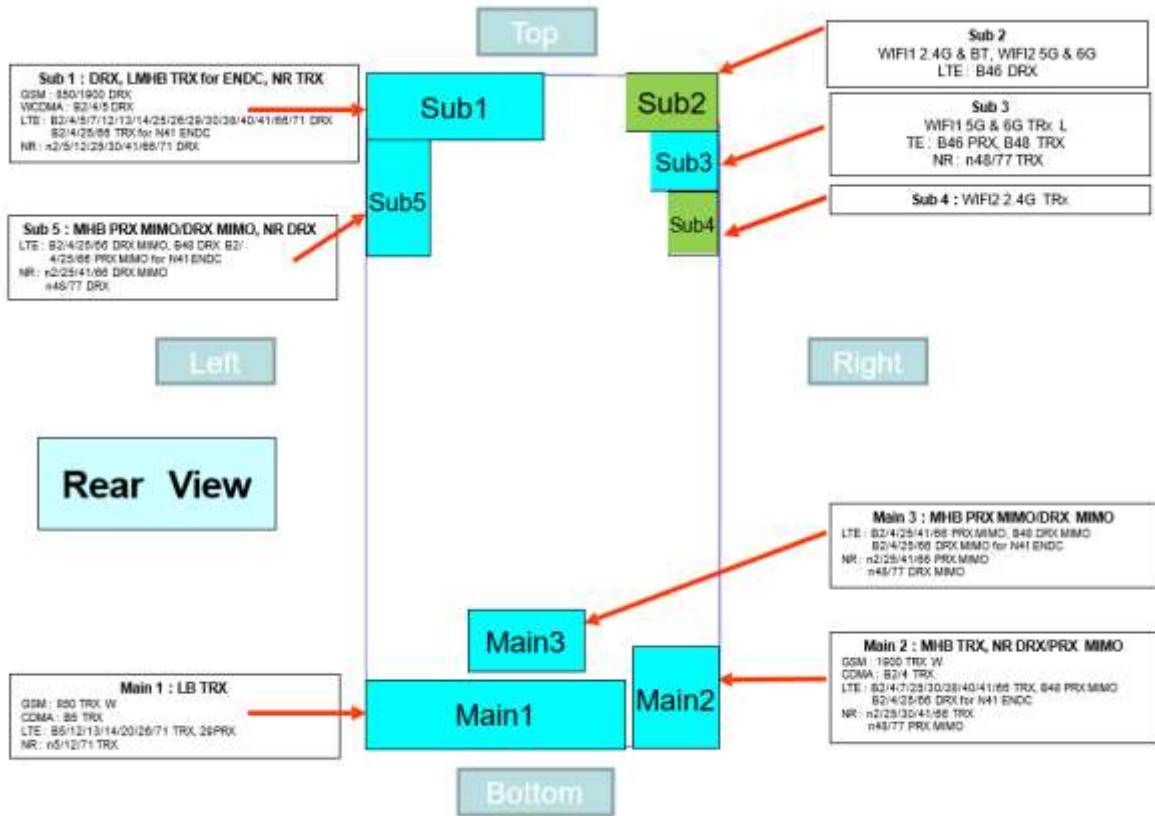 Top
Sub 1 : DRX, LMHB TRX for ENDC, NR TRX
GSM : 850/1900 DRX
WCDMA : B2/4/5 DRX
LTE : B2/4/5/7/12/13/14/25/26/29/30/38/40/41/66/71 DRX
B2/4/25/66 TRX for N41 ENDC
NR : n2/5/12/25/30/41/66/71 DRX
Sub 5 : MHB PRX MIMO/DRX MIMO, NR DRX
LTE : B2/4/25/66 DRX MIMO, B48 DRX B2/
4/25/66 PRX MIMO for N41 ENDC
NR : n2/25/41/66 DRX MIMO
n48/77 DRX
Sub1
Sub5
Sub2
Sub3
Sub4
Sub 2
WIFI1 2.4G & BT, WIFI2 5G & 6G
LTE : B46 DRX
Sub 3
WIFI1 5G & 6G TRx L
TE : B46 PRX, B48 TRX
NR : n48/77 TRX
Sub 4 : WIFI2 2.4G TRx
Left
Right
Rear View
Main 3 : MHB PRX MIMO/DRX MIMO
LTE : B2/4/25/41/66 PRX MIMO, B48 DRX MIMO
B2/4/25/66 DRX MIMO for N41 ENDC
NR : n2/25/41/66 PRX MIMO
n48/77 DRX MIMO
Main3
Main1
Main2
Main 1 : LB TRX
GSM : 850 TRX W
CDMA : B5 TRX
LTE : B5/12/13/14/20/26/71 TRX, 29PRX
NR : n5/12/71 TRX
Main 2 : MHB TRX, NR DRX/PRX MIMO
GSM : 1900 TRX W
CDMA : B2/4 TRX
LTE : B2/4/7/25/30/38/40/41/66 TRX, B48 PRX MIMO
B2/4/25/66 DRX for N41 ENDC
NR : n2/25/30/41/66 TRX
n48/77 PRX MIMO
Bottom